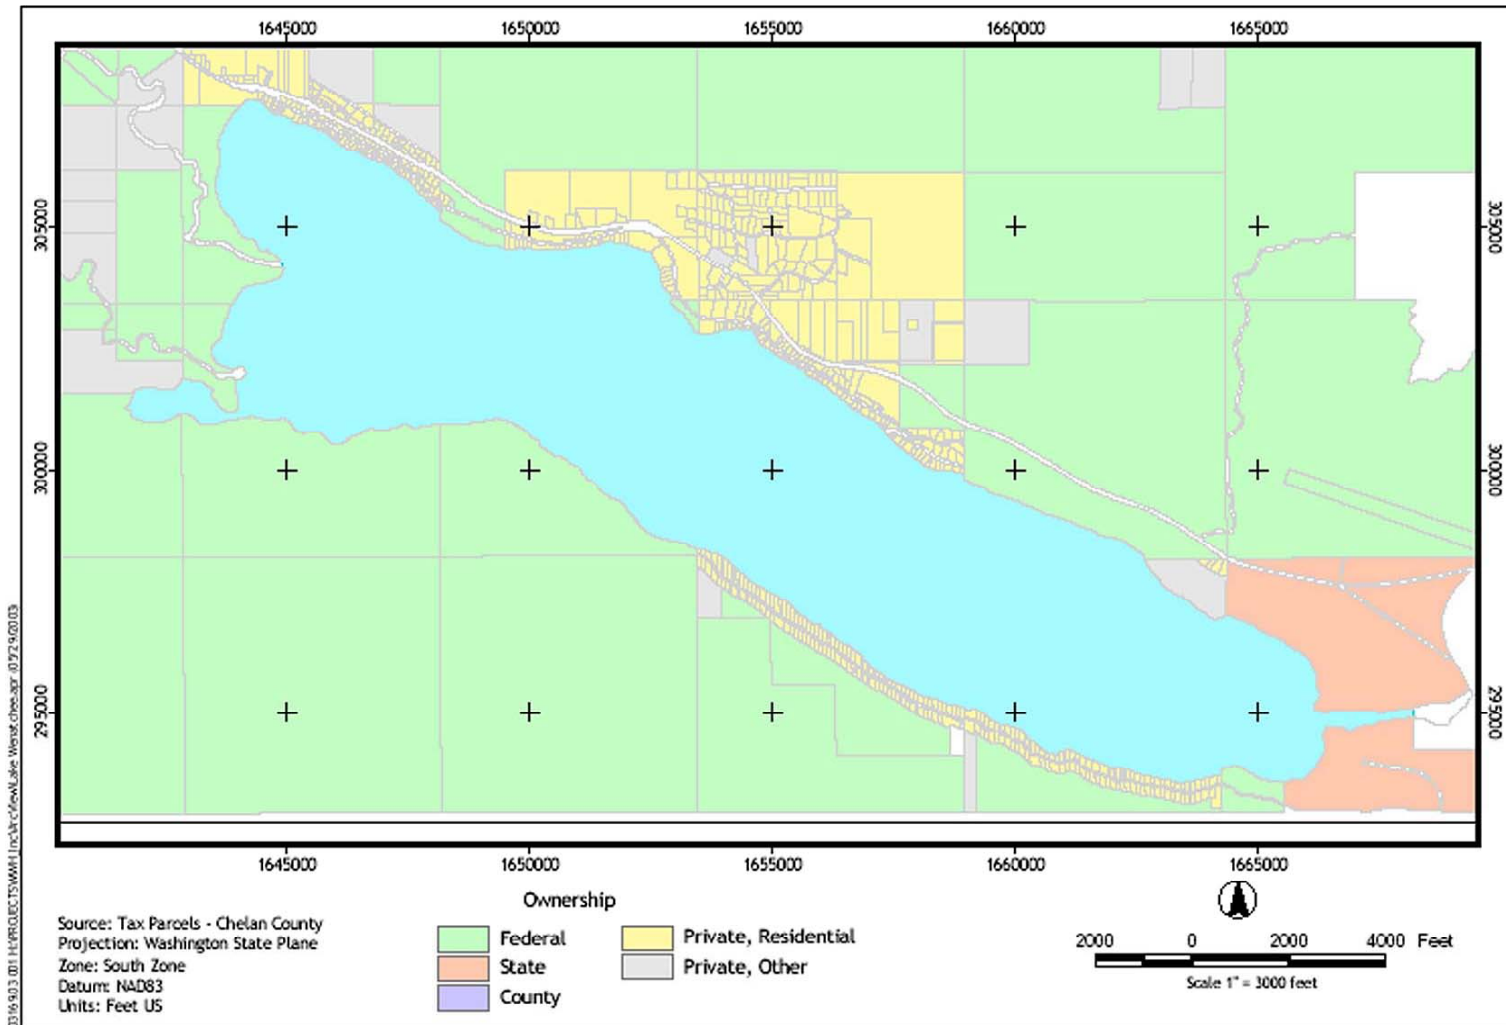 1645000 1650000 1655000 1660000 1665000
305000 305000
300000 300000
295000 295000
1645000 1650000 1655000 1660000 1665000
Ownership
Source: Tax Parcels - Chelan County
Projection: Washington State Plane
Zone: South Zone
Datum: NAD83
Units: Feet US
Federal
State
County
Private, Residential
Private, Other
2000 0 2000 4000 Feet
Scale 1" = 3000 feet